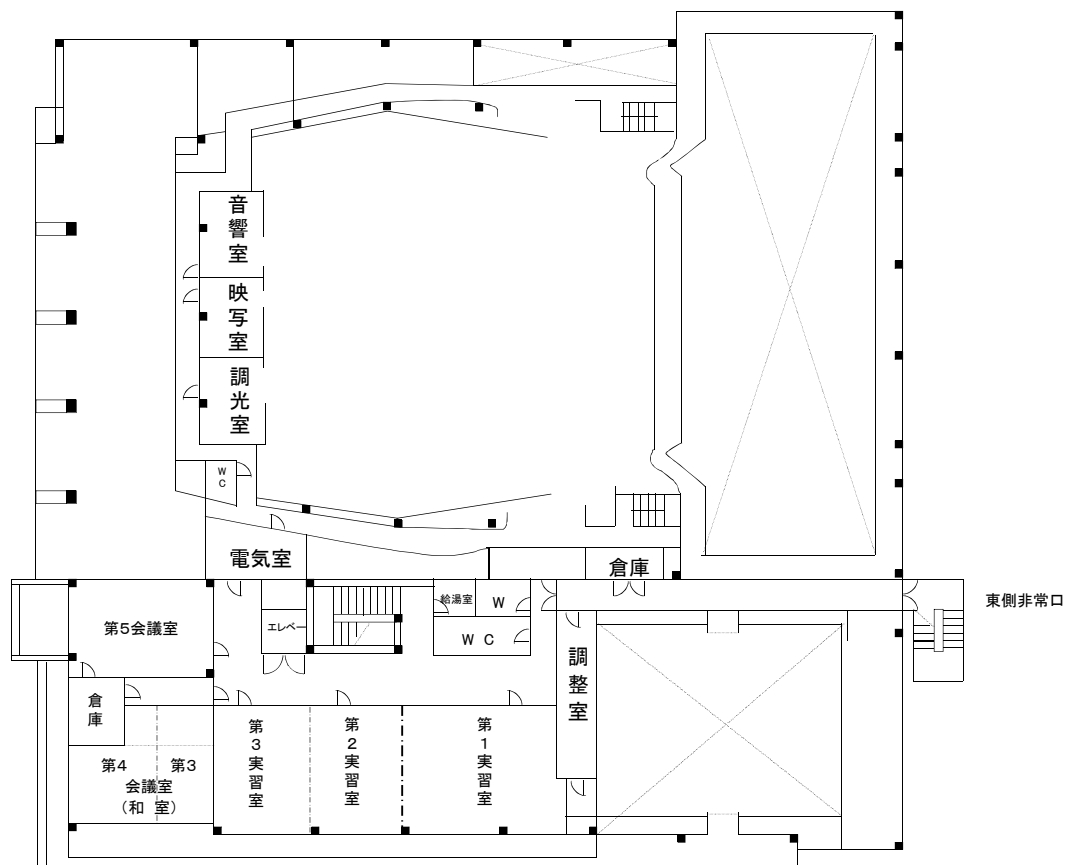 音響室
映写室
調光室
WC
電気室
倉庫
東側非常口
給湯室
W
第5会議室
エレベー
W C
調整室
倉庫
第3実習室
第2実習室
第1実習室
第4 第3
会議室
(和 室)